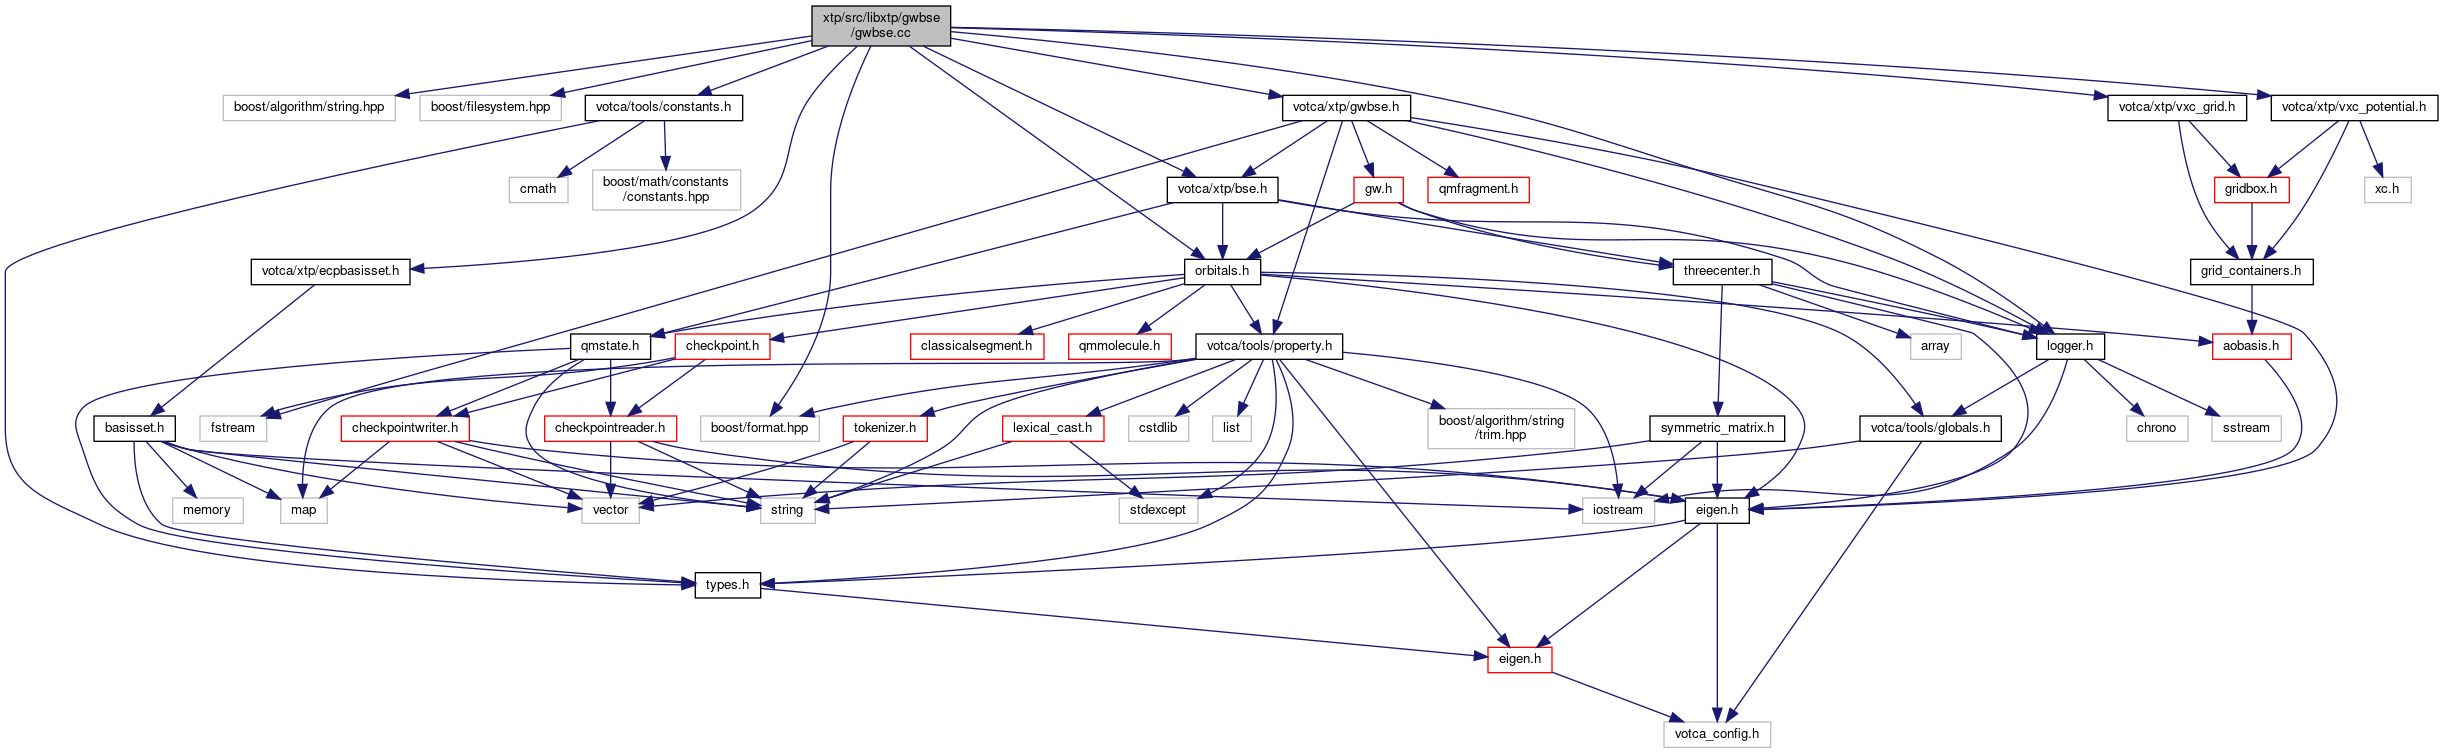 xtp/src/libxtp/gwbse
/gwbse.cc
boost/algorithm/string.hpp
boost/filesystem.hpp
votca/tools/constants.h
votca/xtp/gwbse.h
votca/xtp/vxc_grid.h
votca/xtp/vxc_potential.h
cmath
boost/math/constants
/constants.hpp
votca/xtp/bse.h
gw.h
qmfragment.h
gridbox.h
xc.h
votca/xtp/ecpbasisset.h
orbitals.h
threecenter.h
grid_containers.h
qmstate.h
checkpoint.h
classicalsegment.h
qmmolecule.h
votca/tools/property.h
array
logger.h
aobasis.h
basisset.h
fstream
checkpointwriter.h
checkpointreader.h
boost/format.hpp
tokenizer.h
lexical_cast.h
cstdlib
list
boost/algorithm/string
/trim.hpp
symmetric_matrix.h
votca/tools/globals.h
chrono
sstream
memory
map
vector
string
stdexcept
iostream
eigen.h
types.h
eigen.h
votca_config.h